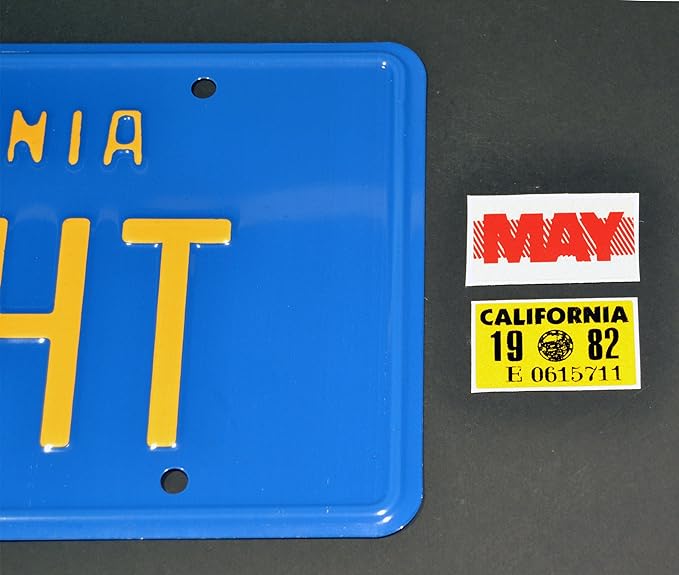 NIA
HT
MAY
CALIFORNIA
19 82
E 0615711